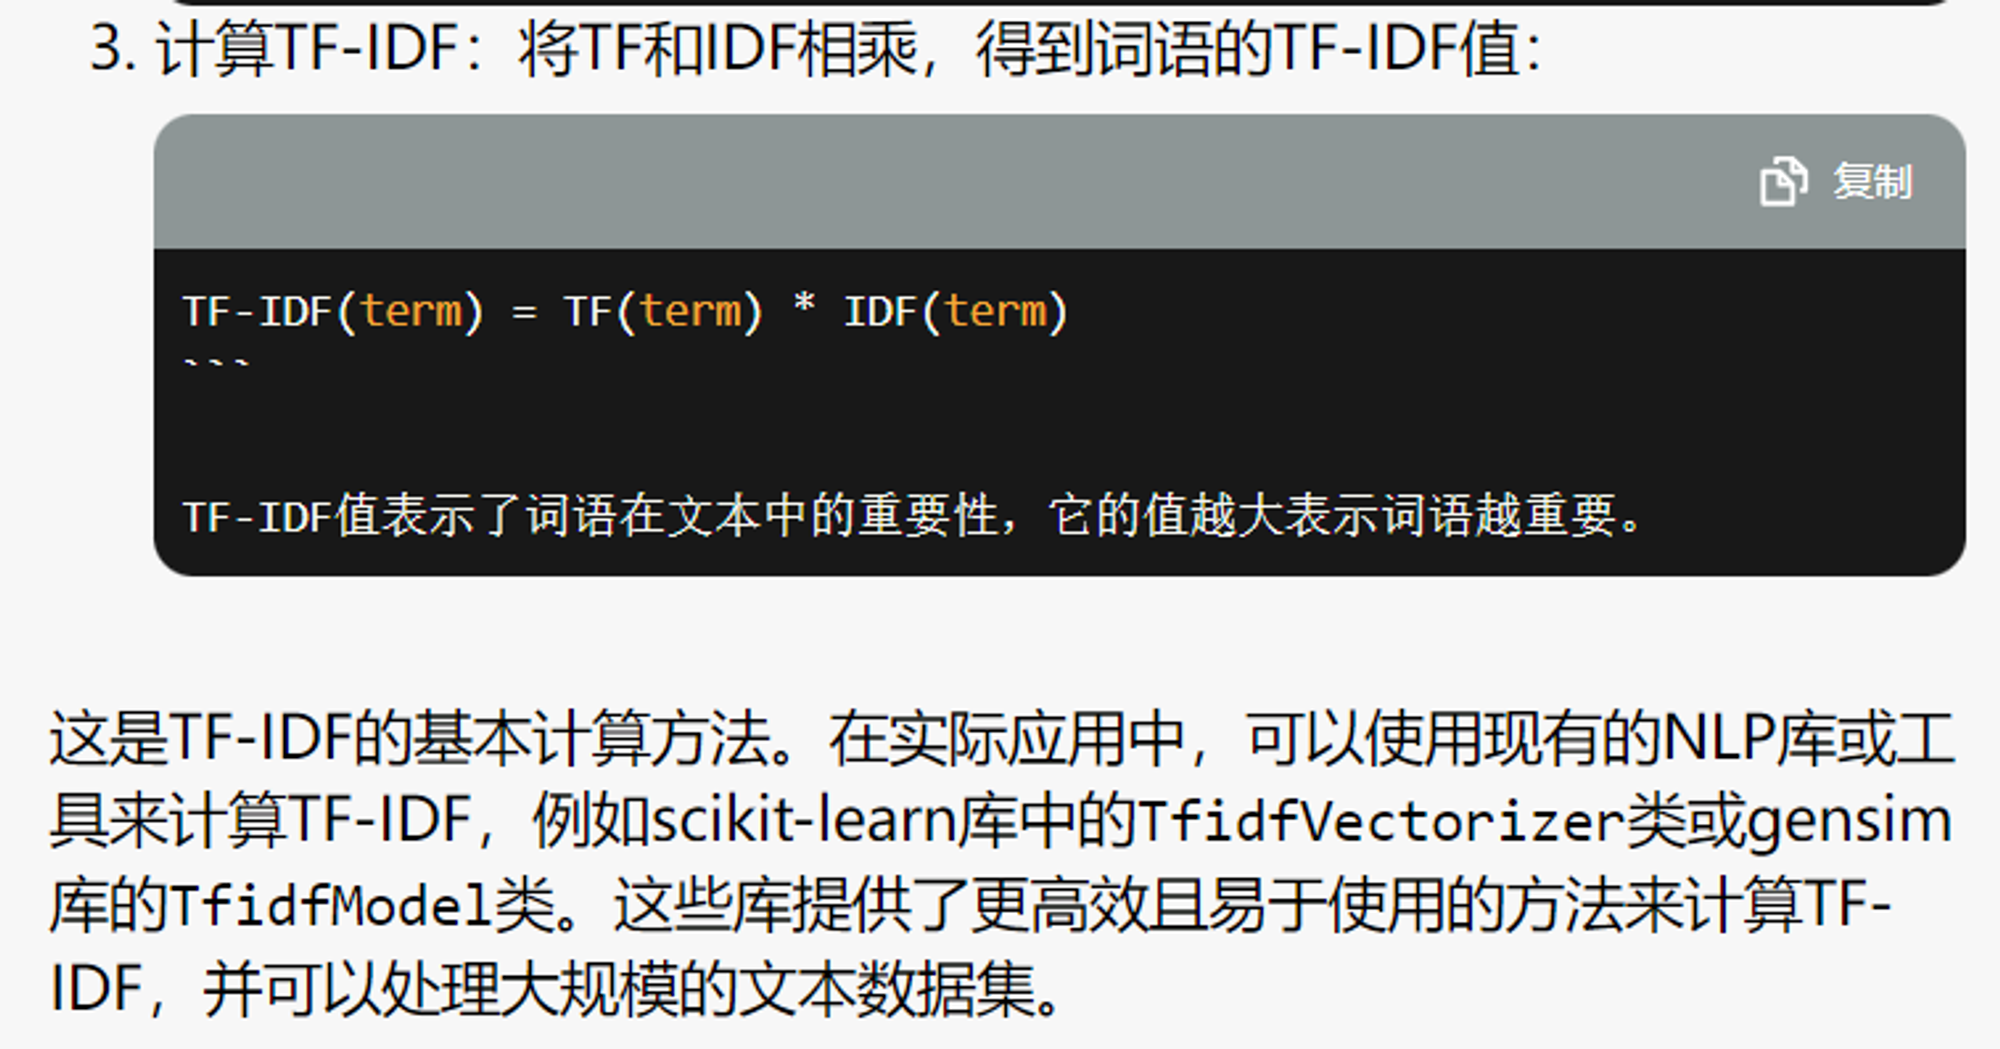 3. 计算TF-IDF：将TF和IDF相乘，得到词语的TF-IDF值：
复制
TF-IDF(term) = TF(term) * IDF(term)
```
TF-IDF值表示了词语在文本中的重要性，它的值越大表示词语越重要。
这是TF-IDF的基本计算方法。在实际应用中，可以使用现有的NLP库或工
具来计算TF-IDF，例如scikit-learn库中的TfidfVectorizer类或gensim
库的TfidfModel类。这些库提供了更高效且易于使用的方法来计算TF-
IDF，并可以处理大规模的文本数据集。